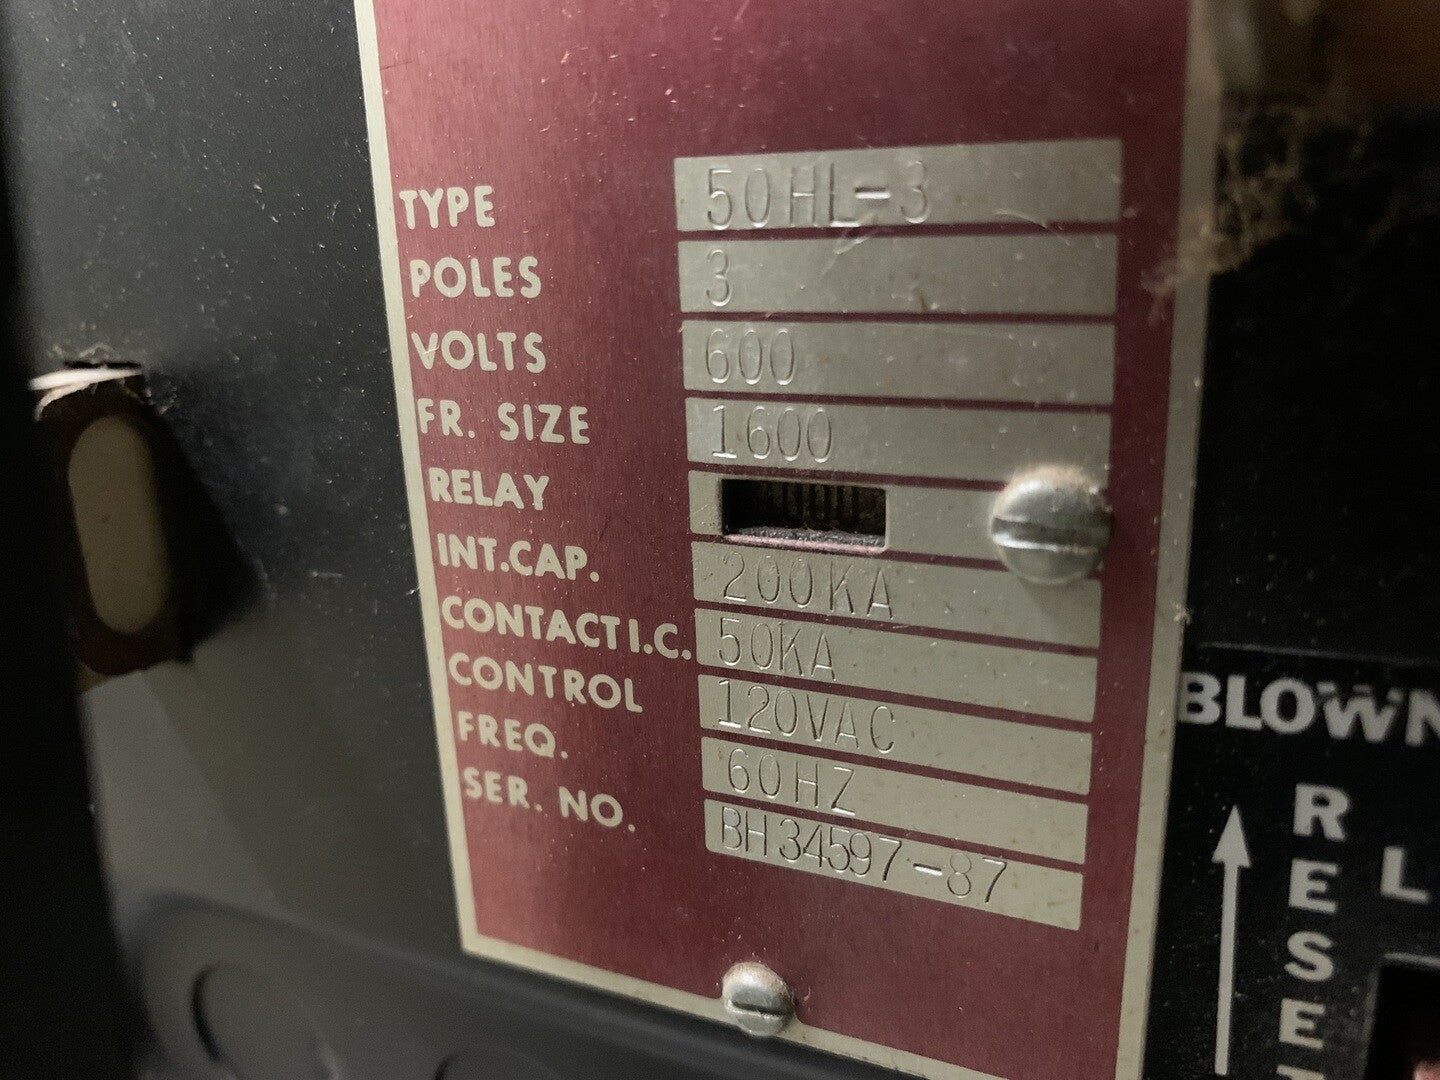 TYPE 50HL-3
POLES 3
VOLTS 600
FR. SIZE 1600
RELAY
INT.CAP. 200KA
CONTACT I.C. 50KA
CONTROL 120VAC
FREQ. 60HZ
SER. NO. BH34597-87
BLOWN
RESE
L